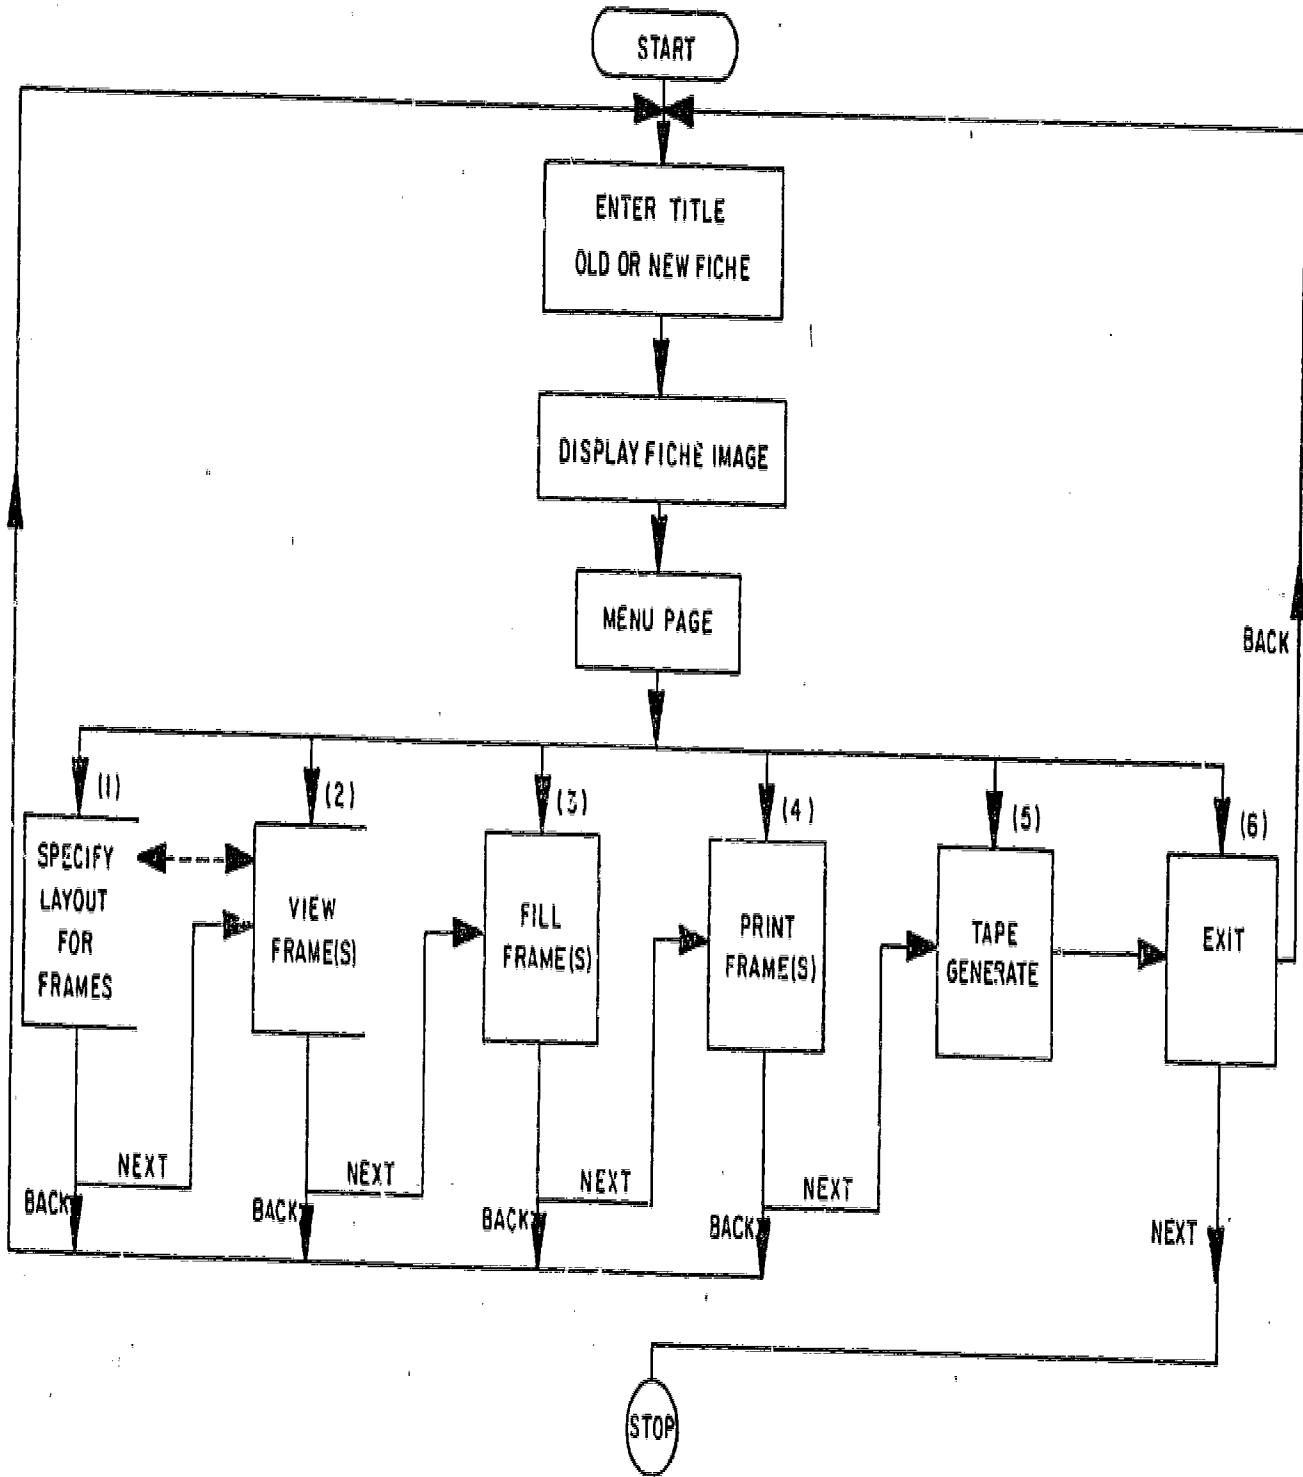 START
ENTER TITLE
OLD OR NEW FICHE
DISPLAY FICHE IMAGE
MENU PAGE
BACK
(1)
(2)
(3)
(4)
(5)
(6)
SPECIFY
LAYOUT
FOR
FRAMES
VIEW
FRAME(S)
FILL
FRAME(S)
PRINT
FRAME(S)
TAPE
GENERATE
EXIT
NEXT
NEXT
NEXT
NEXT
BACK
BACK
BACK
BACK
NEXT
STOP